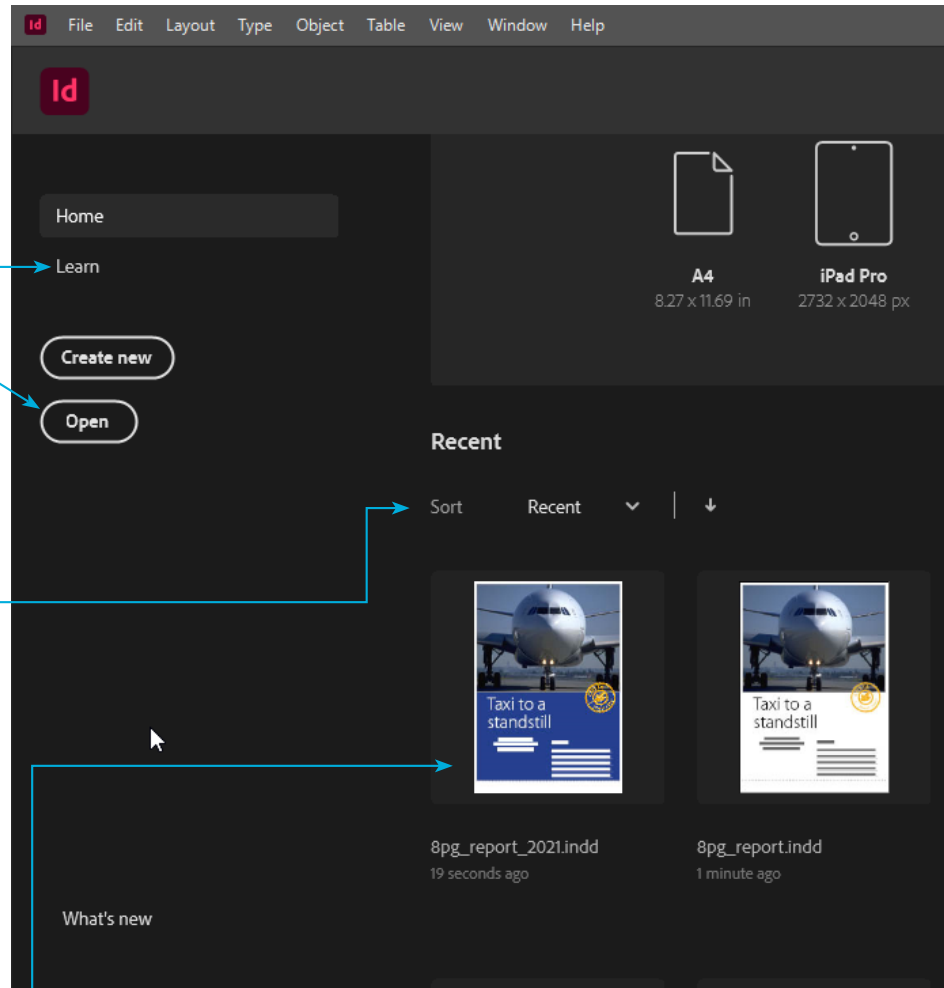 Id File Edit Layout Type Object Table View Window Help
Id
Home
Learn
Create new
Open
A4
8.27 x 11.69 in
iPad Pro
2732 x 2048 px
Recent
Sort Recent
Taxi to a
standstill
Taxi to a
standstill
8pg_report_2021.indd
19 seconds ago
8pg_report.indd
1 minute ago
What's new